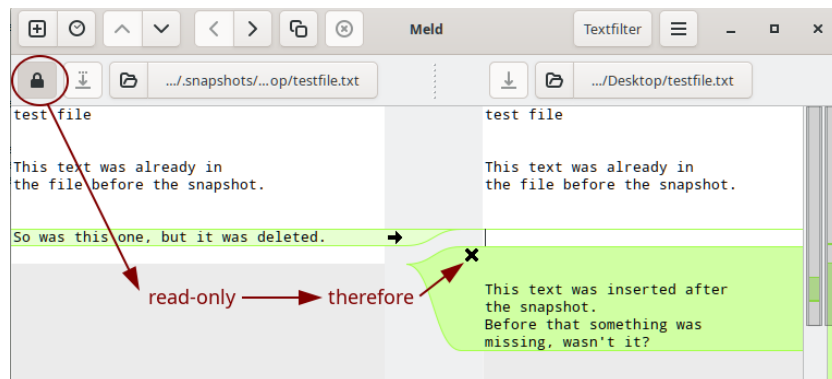 Meld
Textfilter
.../.snapshots/...op/testfile.txt
.../Desktop/testfile.txt
test file
This text was already in
the file before the snapshot.
So was this one, but it was deleted.
test file
This text was already in
the file before the snapshot.
This text was inserted after
the snapshot.
Before that something was
missing, wasn't it?
read-only
therefore